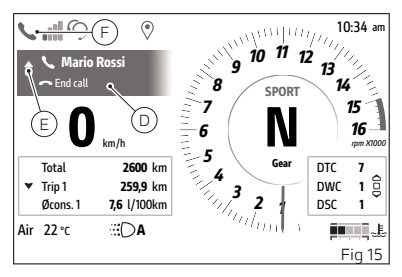 F
10:34 am
Mario Rossi
End call
E
D
0
km/h
Total 2600 km
Trip 1 259,9 km
Øcons. 1 7,6 l/100km
Air 22 °C
A
1
2
3
4
5
6
7
8
9
10
11
12
13
14
15
16
rpm X1000
SPORT
N
Gear
DTC 7
DWC 1
DSC 1
Fig 15